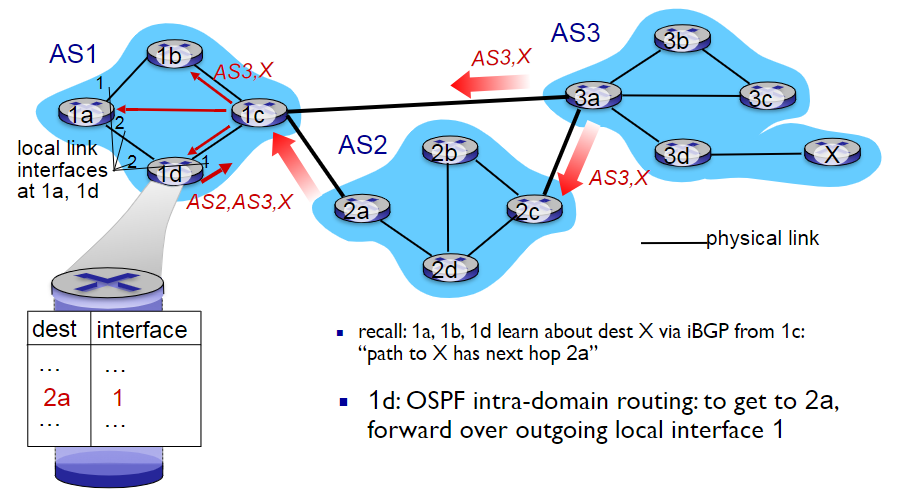 AS1
1b
AS3,X
1
1a
2
1c
local link
interfaces
at 1a, 1d
2
1d
1
AS2,AS3,X
AS3,X
AS3
3b
3a
3c
3d
X
AS3,X
AS2
2b
2a
2c
2d
physical link
dest interface
... ...
2a 1
... ...
▪ recall: 1a, 1b, 1d learn about dest X via iBGP from 1c:
“path to X has next hop 2a”
▪ 1d: OSPF intra-domain routing: to get to 2a,
forward over outgoing local interface 1